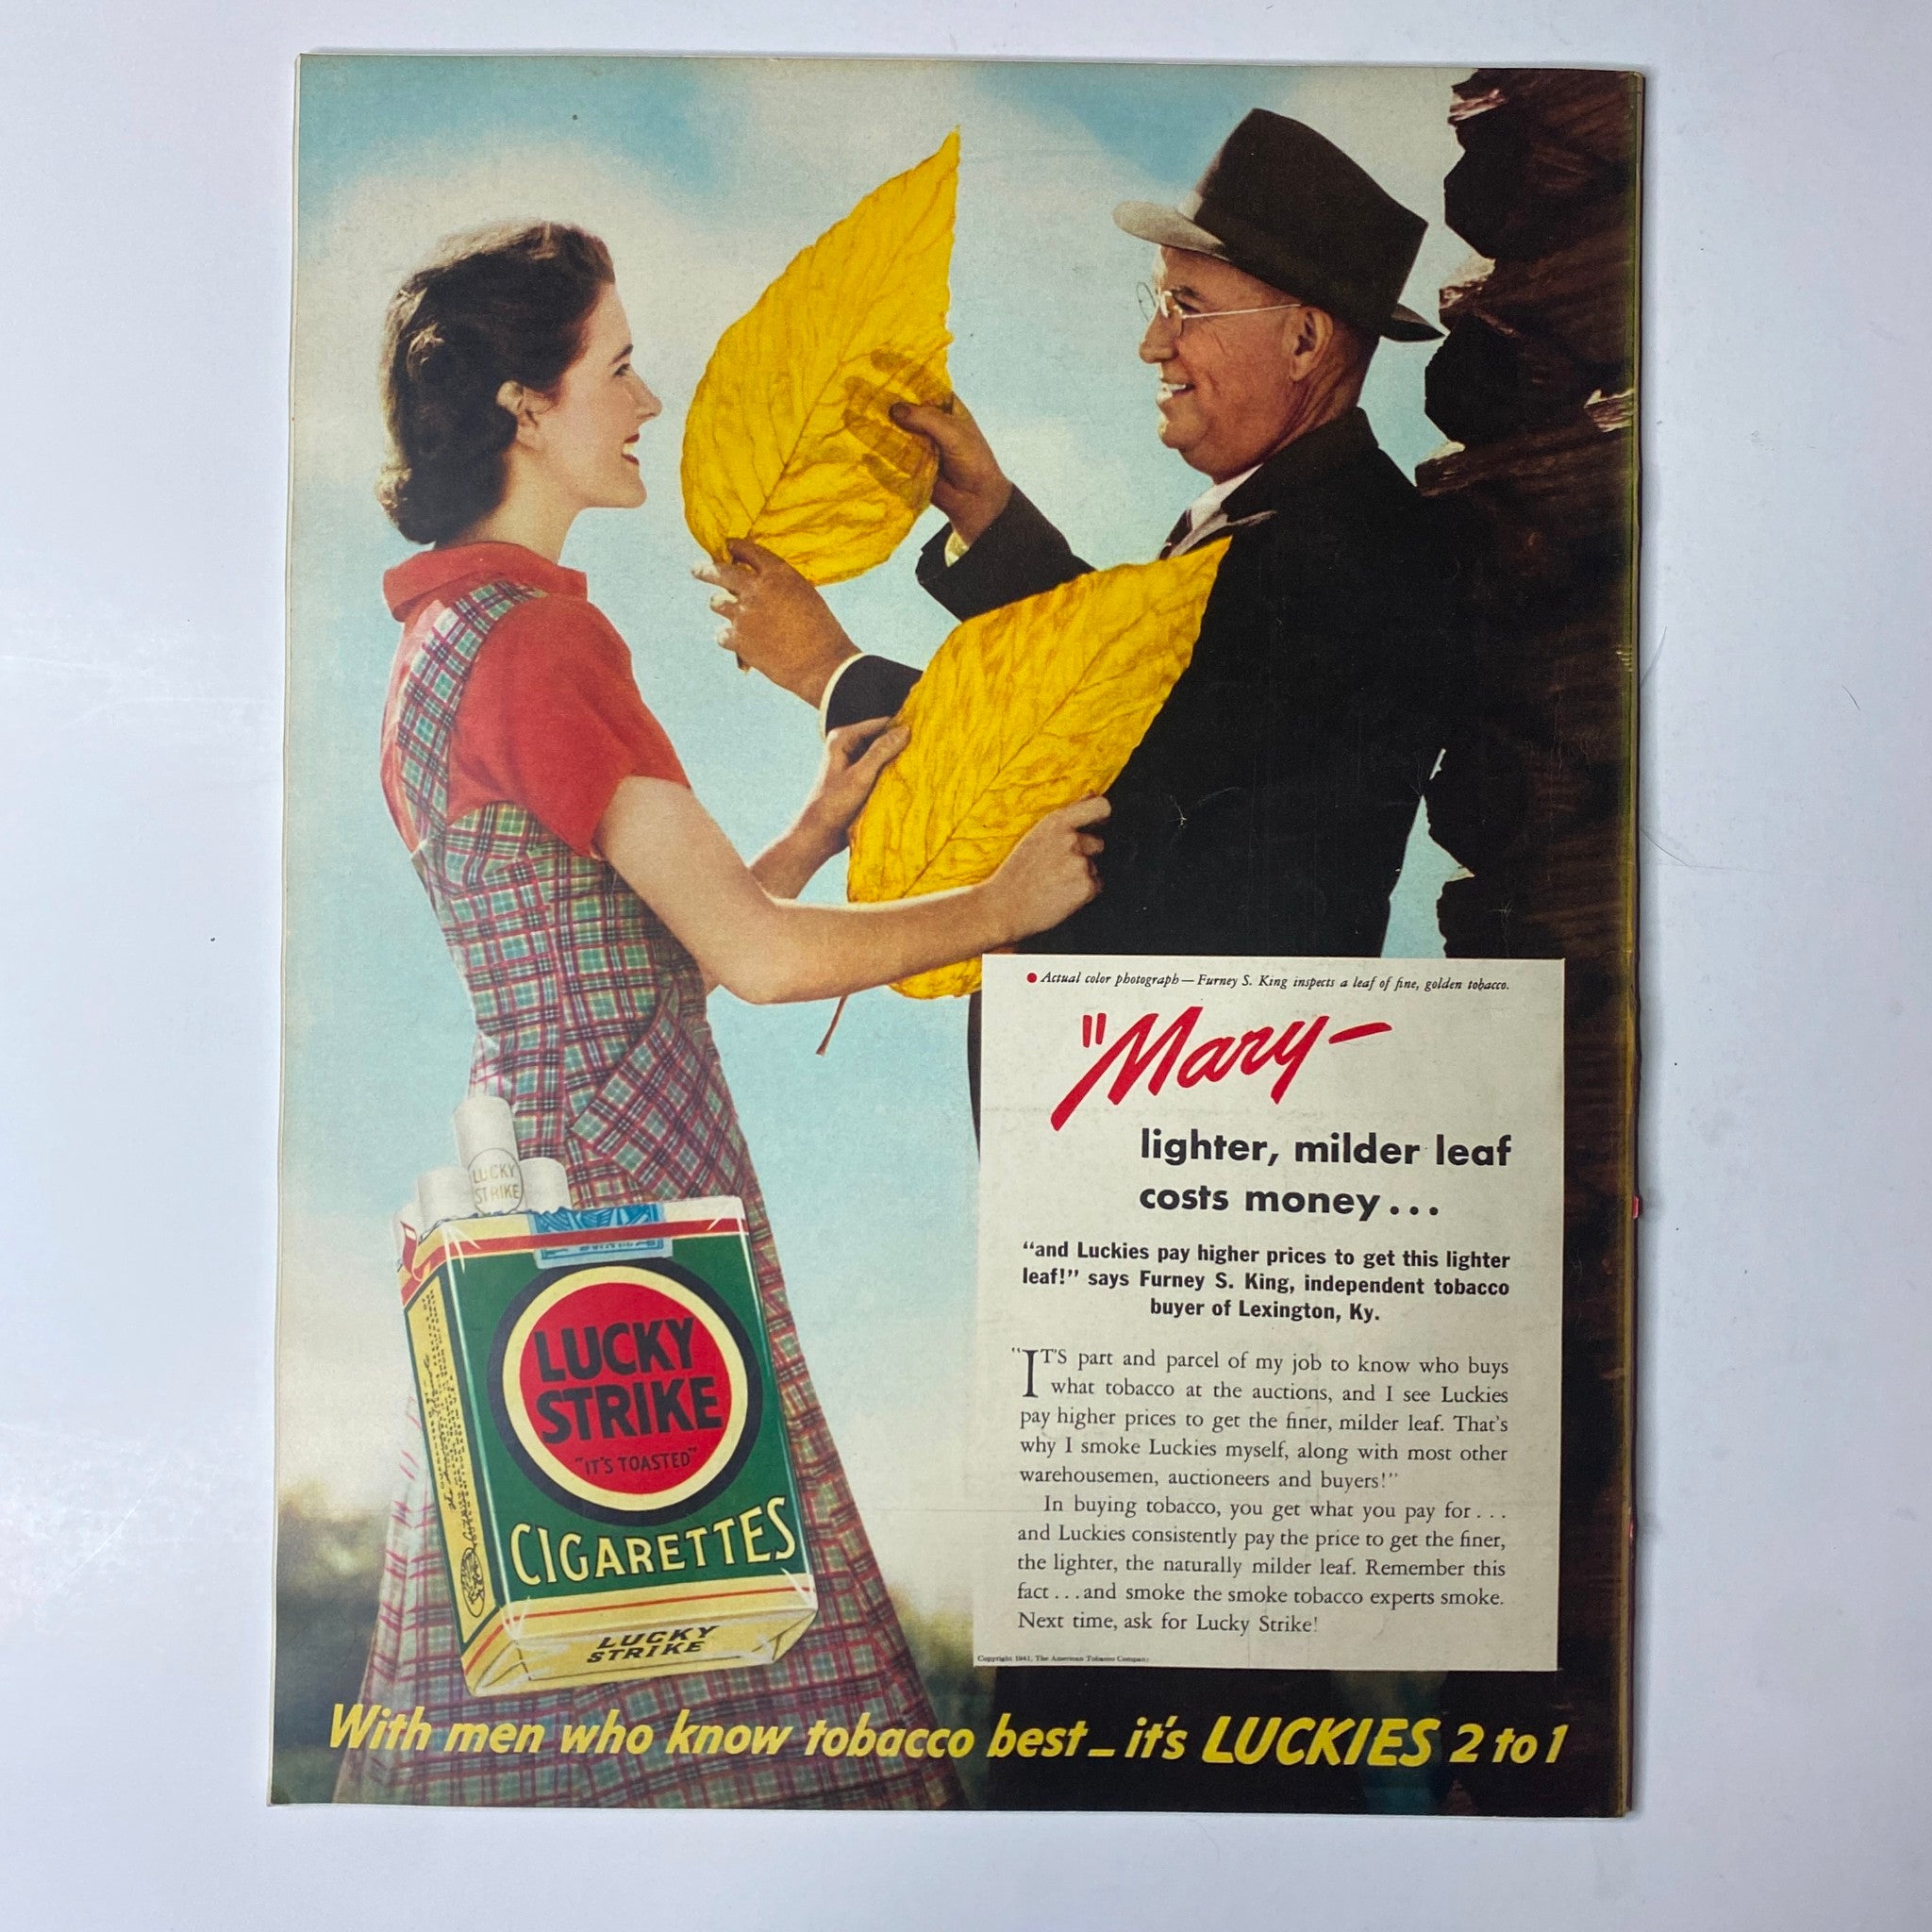 LUCKY
STRIKE
LUCKY
STRIKE
"IT'S TOASTED"
CIGARETTES
LUCKY
STRIKE
● Actual color photograph — Furney S. King inspects a leaf of fine, golden tobacco.
"Mary—
lighter, milder leaf
costs money...
“and Luckies pay higher prices to get this lighter
leaf!” says Furney S. King, independent tobacco
buyer of Lexington, Ky.
“IT'S part and parcel of my job to know who buys
what tobacco at the auctions, and I see Luckies
pay higher prices to get the finer, milder leaf. That's
why I smoke Luckies myself, along with most other
warehousemen, auctioneers and buyers!”
In buying tobacco, you get what you pay for...
and Luckies consistently pay the price to get the finer,
the lighter, the naturally milder leaf. Remember this
fact...and smoke the smoke tobacco experts smoke.
Next time, ask for Lucky Strike!
Copyright 1941, The American Tobacco Company
With men who know tobacco best—it's LUCKIES 2 to 1